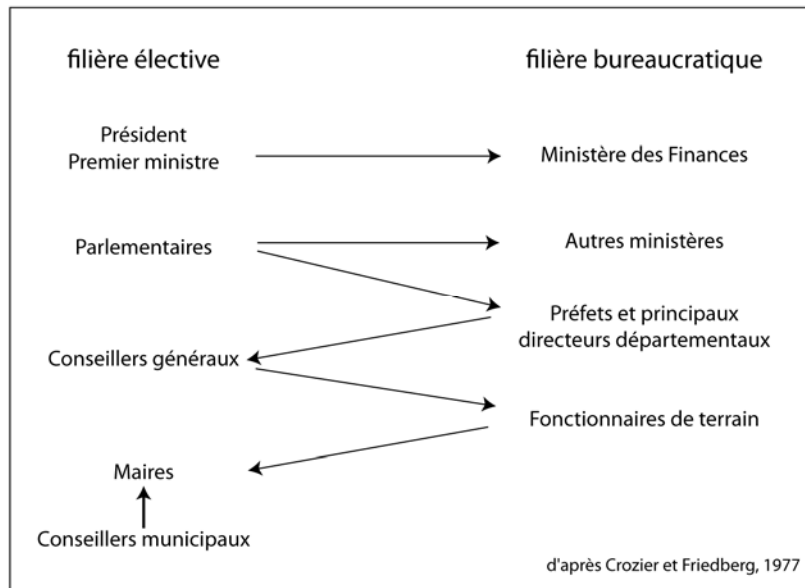 filière élective
filière bureaucratique
Président
Premier ministre
Ministère des Finances
Parlementaires
Autres ministères
Préfets et principaux
directeurs départementaux
Conseillers généraux
Fonctionnaires de terrain
Maires
Conseillers municipaux
d'après Crozier et Friedberg, 1977